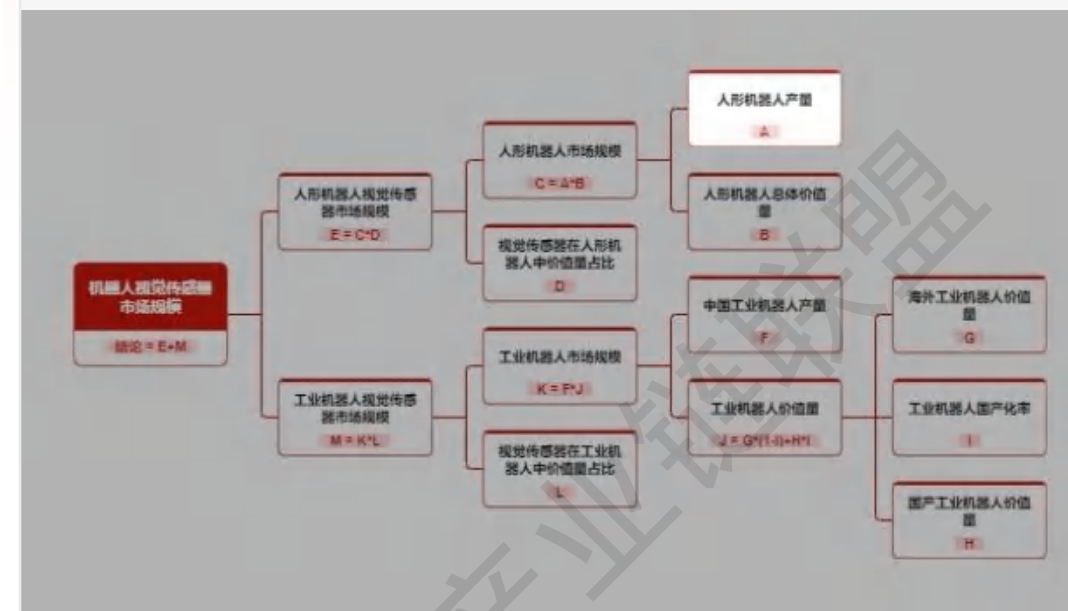 人形机器人产量
A
人形机器人市场规模
C = A*B
人形机器人视觉传感
器市场规模
E = C*D
人形机器人总体价值
量
B
视觉传感器在人形机
器人中价值量占比
D
机器人视觉传感器
市场规模
结论 = E+M
中国工业机器人产量
F
海外工业机器人价值
量
G
工业机器人市场规模
K = F*J
工业机器人视觉传感
器市场规模
M = K*L
工业机器人价值量
J = G*(1-I)+H*I
工业机器人国产化率
I
视觉传感器在工业机
器人中价值量占比
L
国产工业机器人价值
量
H
产业链联盟